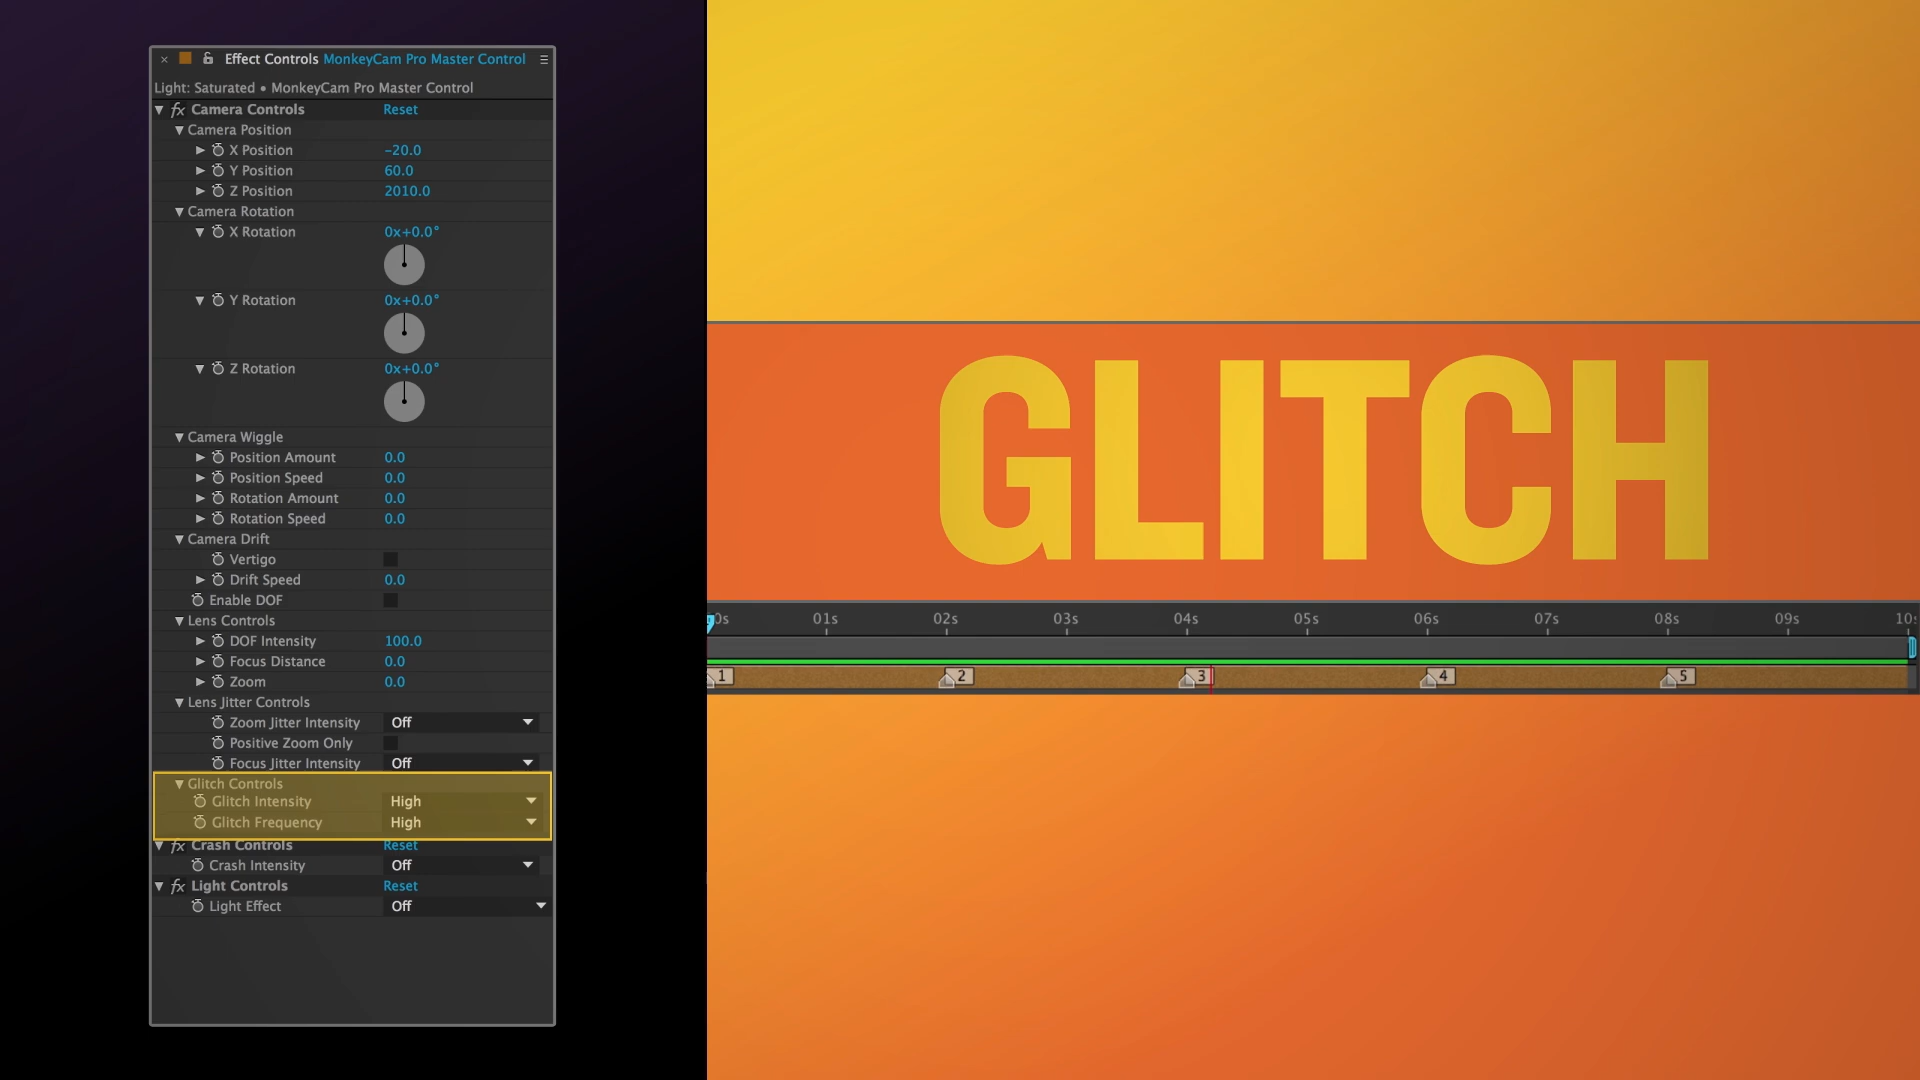 Effect Controls MonkeyCam Pro Master Control
Light: Saturated • MonkeyCam Pro Master Control
fx Camera Controls Reset
Camera Position
X Position -20.0
Y Position 60.0
Z Position 2010.0
Camera Rotation
X Rotation 0x+0.0°
Y Rotation 0x+0.0°
Z Rotation 0x+0.0°
Camera Wiggle
Position Amount 0.0
Position Speed 0.0
Rotation Amount 0.0
Rotation Speed 0.0
Camera Drift
Vertigo
Drift Speed 0.0
Enable DOF
Lens Controls
DOF Intensity 100.0
Focus Distance 0.0
Zoom 0.0
Lens Jitter Controls
Zoom Jitter Intensity Off
Positive Zoom Only
Focus Jitter Intensity Off
Glitch Controls
Glitch Intensity High
Glitch Frequency High
fx Crash Controls Reset
Crash Intensity Off
fx Light Controls Reset
Light Effect Off
GLITCH
0s 01s 02s 03s 04s 05s 06s 07s 08s 09s 10s
1 2 3 4 5